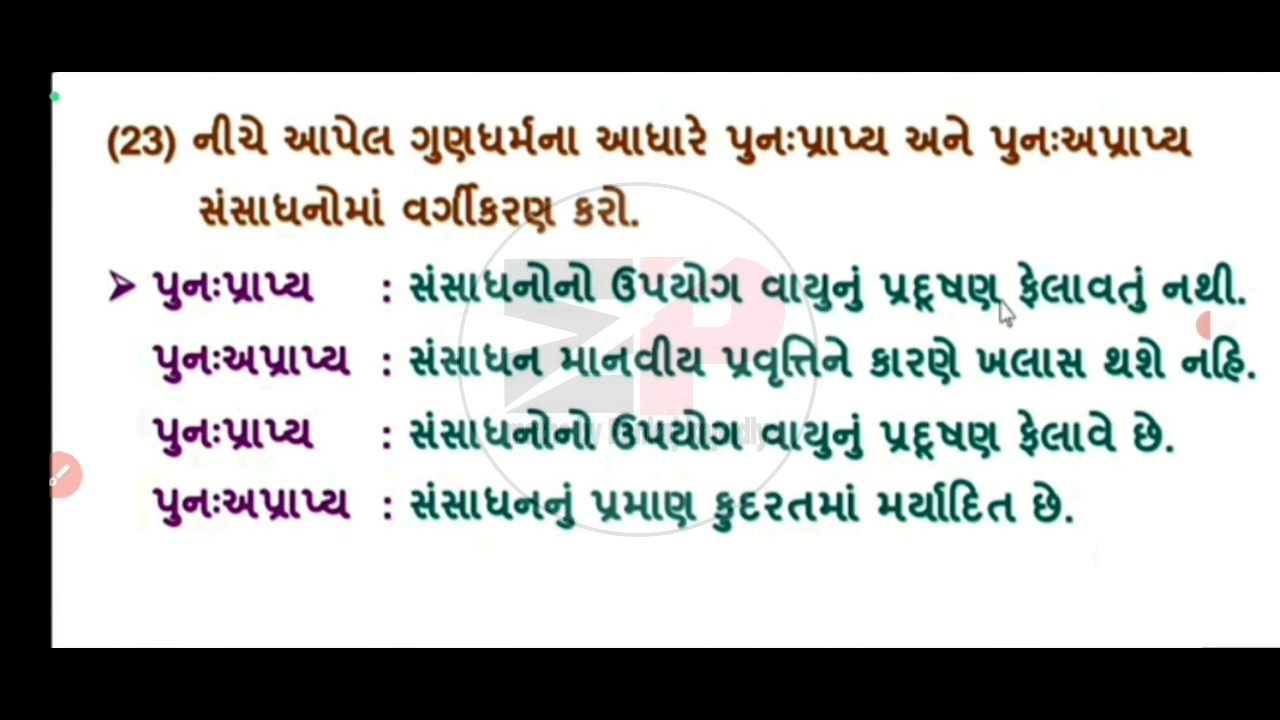 (23) નીચે આપેલ ગુણધર્મના આધારે પુનઃપ્રાપ્ય અને પુનઃઅપ્રાપ્ય
સંસાધનોમાં વર્ગીકરણ કરો.
➢ પુનઃપ્રાપ્ય : સંસાધનોનો ઉપયોગ વાયુનું પ્રદૂષણ ફેલાવતું નથી.
પુનઃઅપ્રાપ્ય : સંસાધન માનવીય પ્રવૃત્તિને કારણે ખલાસ થશે નહિ.
પુનઃપ્રાપ્ય : સંસાધનોનો ઉપયોગ વાયુનું પ્રદૂષણ ફેલાવે છે.
પુનઃઅપ્રાપ્ય : સંસાધનનું પ્રમાણ કુદરતમાં મર્યાદિત છે.